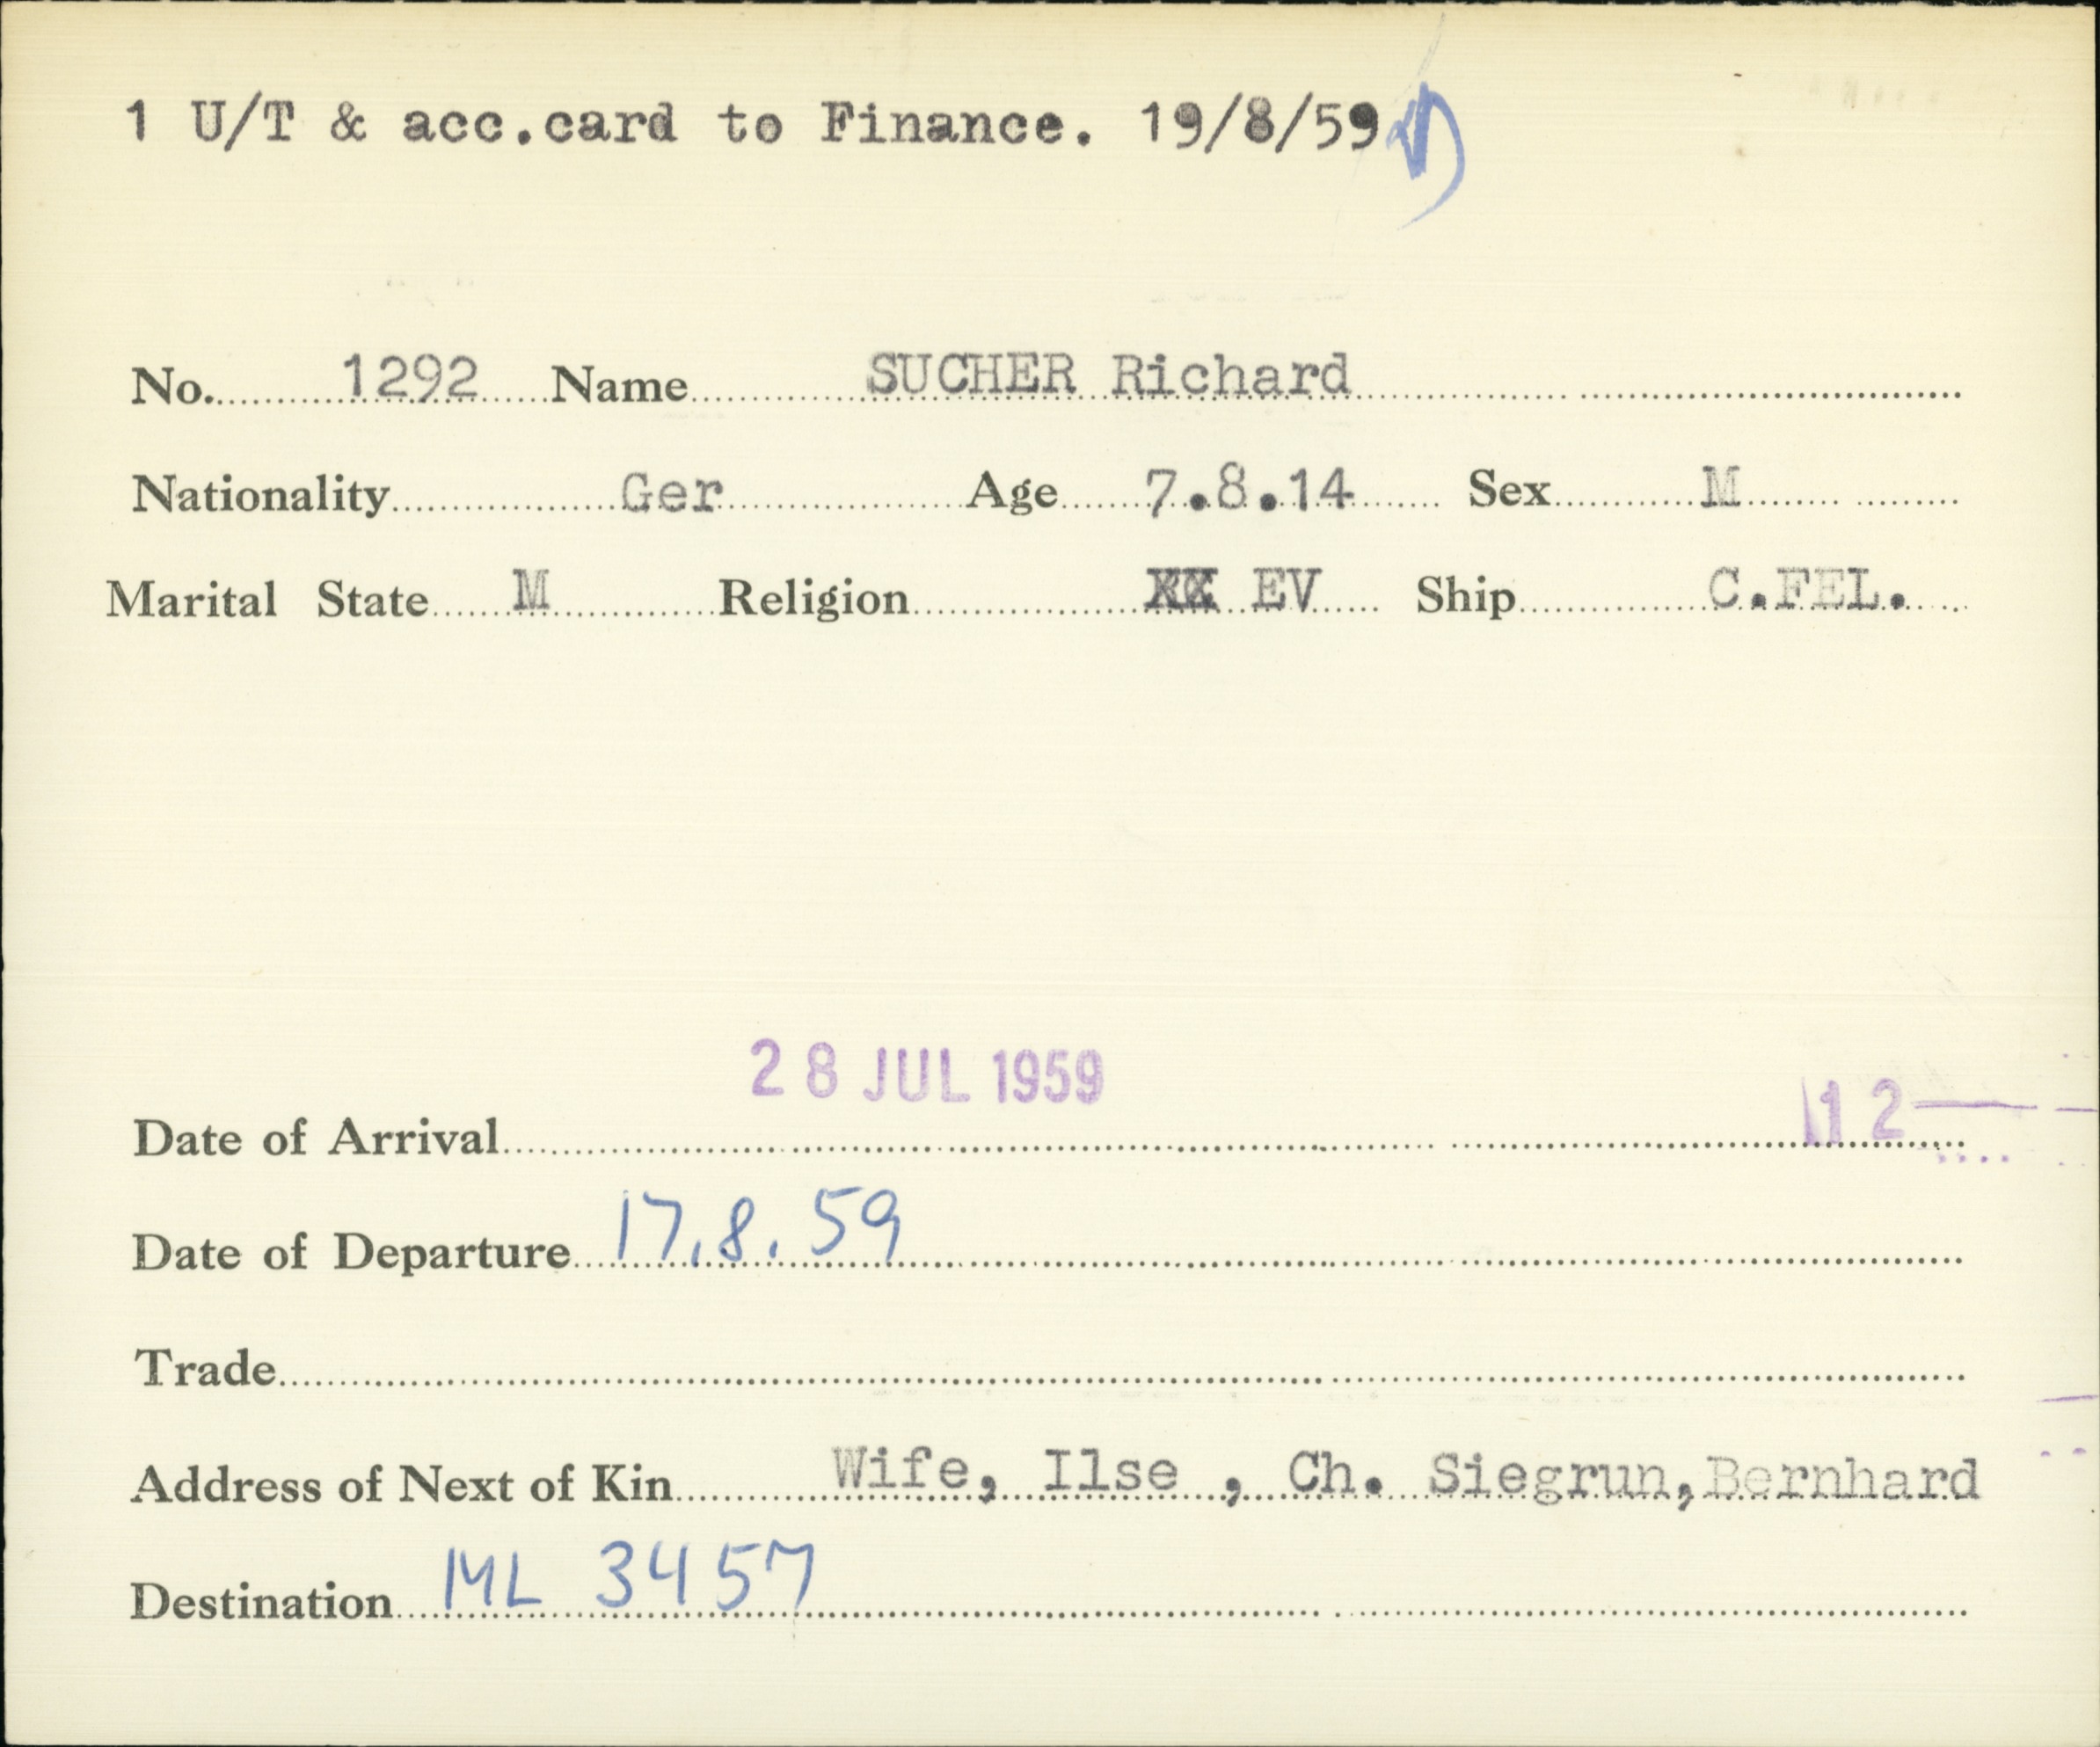 1 U/T & acc.card to Finance. 19/8/59
No. 1292 Name SUCHER Richard
Nationality Ger Age 7.8.14 Sex M
Marital State M Religion XX EV Ship C.FEL.
28 JUL 1959
12
Date of Arrival
Date of Departure 17.8.59
Trade
Address of Next of Kin Wife, Ilse , Ch. Siegrun, Bernhard
Destination ML 3457